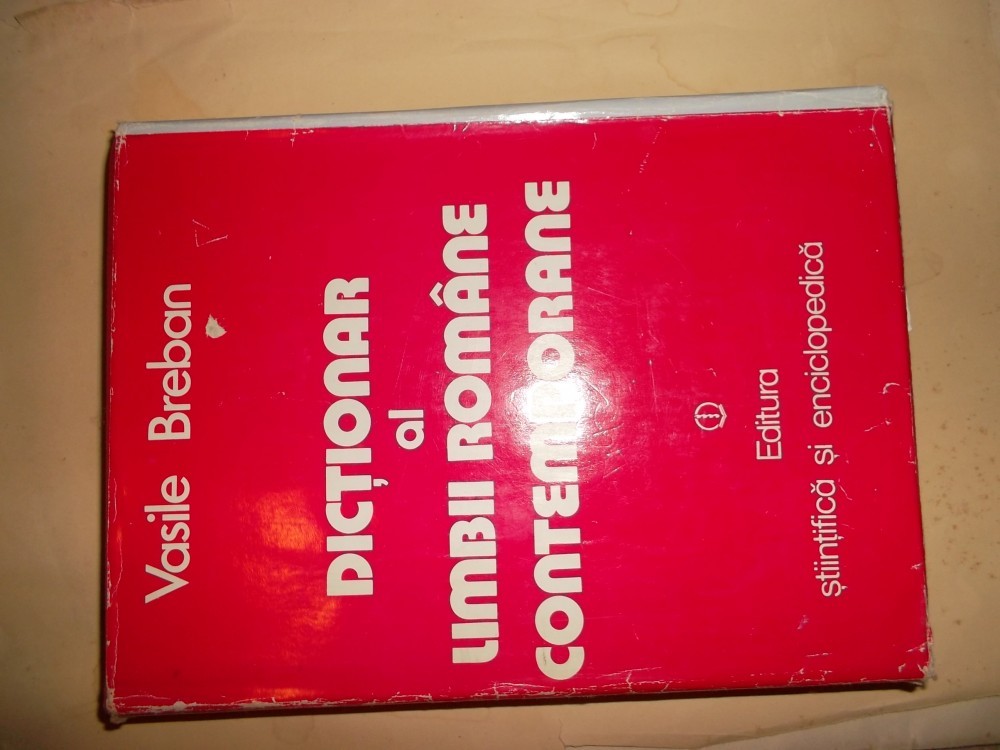 Vasile Breban
DICȚIONAR
al
LIMBII ROMÂNE
CONTEMPORANE
Editura
științifică și enciclopedică